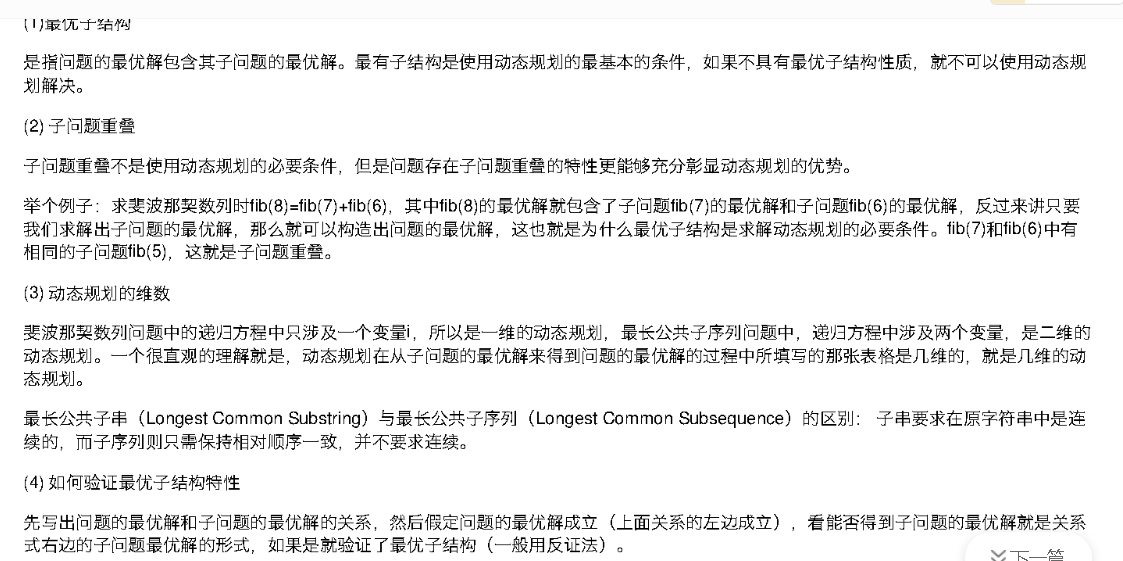 (1)最优子结构
是指问题的最优解包含其子问题的最优解。最有子结构是使用动态规划的最基本的条件，如果不具有最优子结构性质，就不可以使用动态规
划解决。
(2) 子问题重叠
子问题重叠不是使用动态规划的必要条件，但是问题存在子问题重叠的特性更能够充分彰显动态规划的优势。
举个例子：求斐波那契数列时fib(8)=fib(7)+fib(6)，其中fib(8)的最优解就包含了子问题fib(7)的最优解和子问题fib(6)的最优解，反过来讲只要
我们求解出子问题的最优解，那么就可以构造出问题的最优解，这也就是为什么最优子结构是求解动态规划的必要条件。fib(7)和fib(6)中有
相同的子问题fib(5)，这就是子问题重叠。
(3) 动态规划的维数
斐波那契数列问题中的递归方程中只涉及一个变量i，所以是一维的动态规划，最长公共子序列问题中，递归方程中涉及两个变量，是二维的
动态规划。一个很直观的理解就是，动态规划在从子问题的最优解来得到问题的最优解的过程中所填写的那张表格是几维的，就是几维的动
态规划。
最长公共子串（Longest Common Substring）与最长公共子序列（Longest Common Subsequence）的区别： 子串要求在原字符串中是连
续的，而子序列则只需保持相对顺序一致，并不要求连续。
(4) 如何验证最优子结构特性
先写出问题的最优解和子问题的最优解的关系，然后假定问题的最优解成立（上面关系的左边成立），看能否得到子问题的最优解就是关系
式右边的子问题最优解的形式，如果是就验证了最优子结构（一般用反证法）。
下一篇